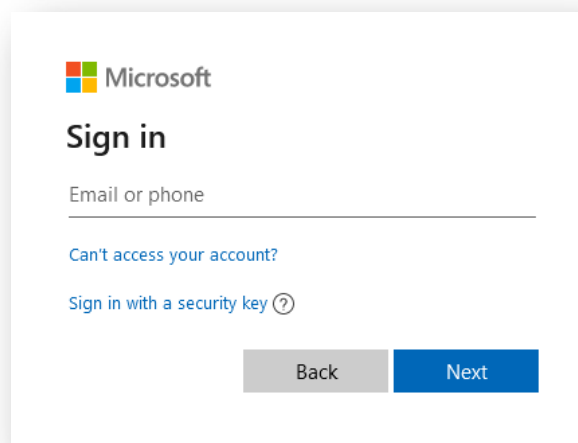 Microsoft
Sign in
Email or phone
Can't access your account?
Sign in with a security key ?
Back Next